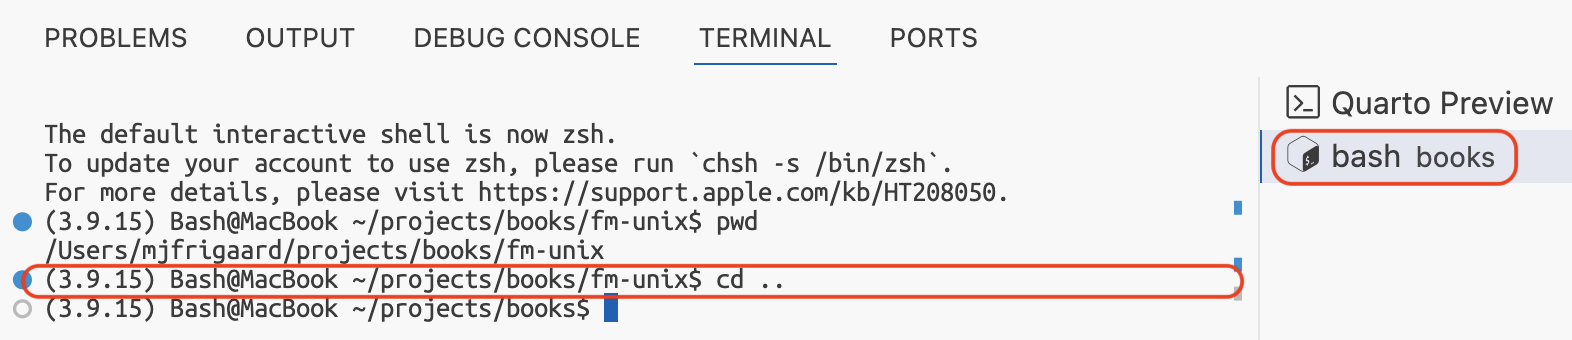 PROBLEMS OUTPUT DEBUG CONSOLE TERMINAL PORTS
The default interactive shell is now zsh.
To update your account to use zsh, please run `chsh -s /bin/zsh`.
For more details, please visit https://support.apple.com/kb/HT208050.
(3.9.15) Bash@MacBook ~/projects/books/fm-unix$ pwd
/Users/mjfrigaard/projects/books/fm-unix
(3.9.15) Bash@MacBook ~/projects/books/fm-unix$ cd ..
(3.9.15) Bash@MacBook ~/projects/books$
Quarto Preview
bash books